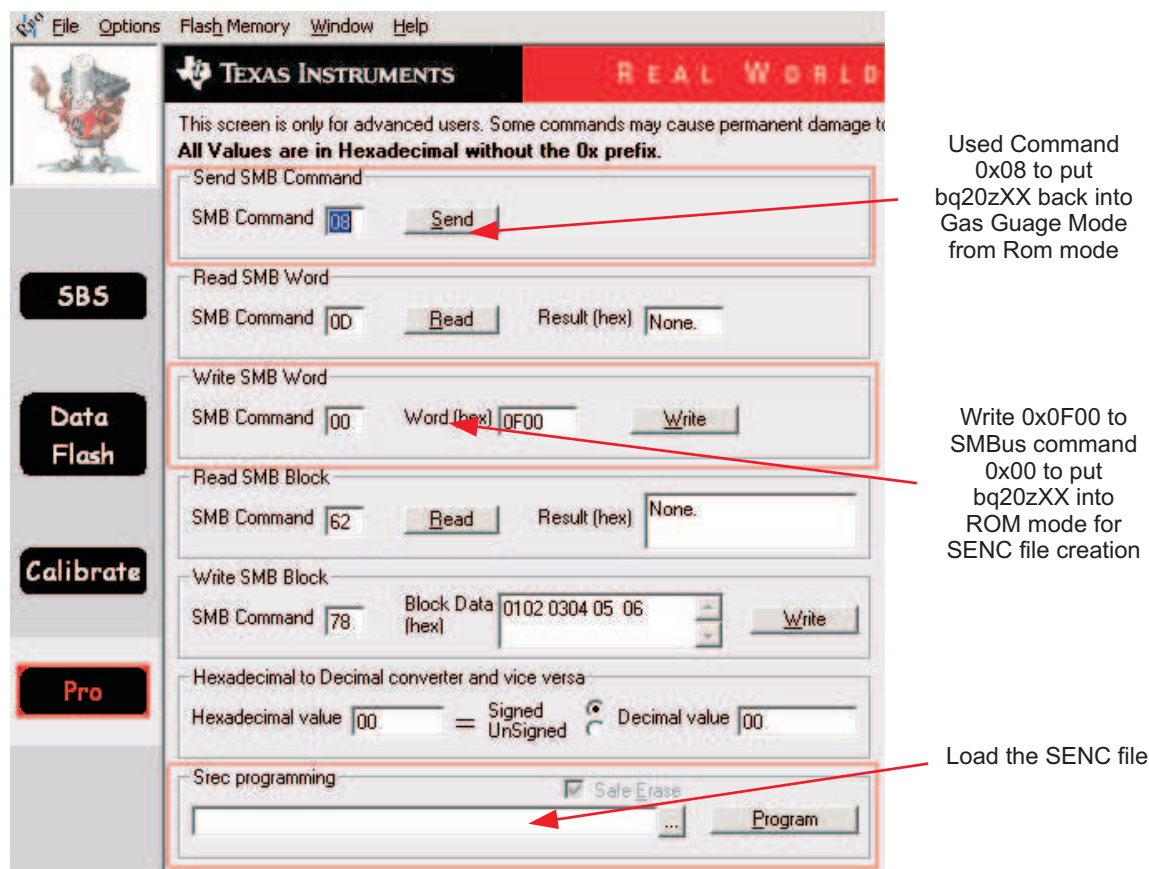 File Options Flash Memory Window Help
TEXAS INSTRUMENTS
REAL WORLD
This screen is only for advanced users. Some commands may cause permanent damage
All Values are in Hexadecimal without the 0x prefix.
Send SMB Command
SMB Command 08 Send
Read SMB Word
SMB Command 0D Read Result (hex) None.
Write SMB Word
SMB Command 00 Word (hex) 0F00 Write
Read SMB Block
SMB Command 62 Read Result (hex) None.
Write SMB Block
SMB Command 78 Block Data (hex) 0102 0304 05 06 Write
Hexadecimal to Decimal converter and vice versa
Hexadecimal value 00 = Signed Decimal value 00
UnSigned
Srec programming
Safe Erase
... Program
SBS
Data
Flash
Calibrate
Pro
Used Command
0x08 to put
bq20zXX back into
Gas Guage Mode
from Rom mode
Write 0x0F00 to
SMBus command
0x00 to put
bq20zXX into
ROM mode for
SENC file creation
Load the SENC file